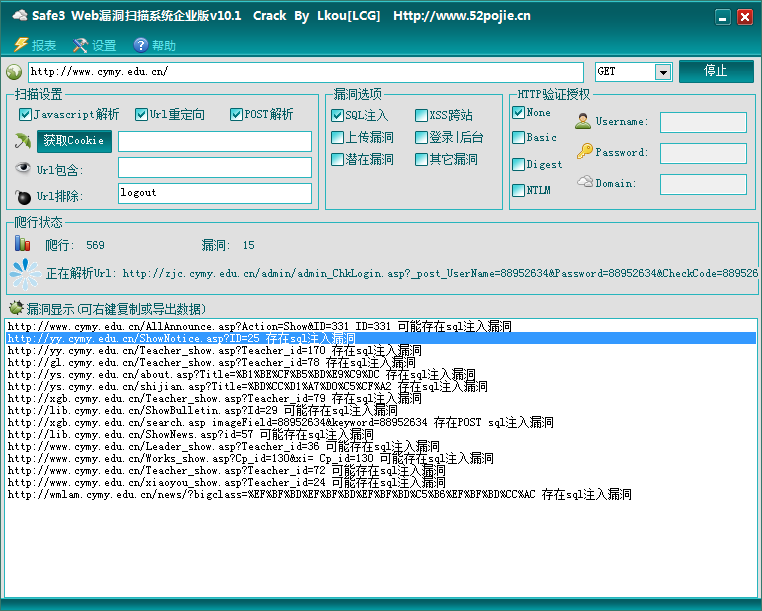 Safe3 Web漏洞扫描系统企业版v10.1 Crack By Lkou[LCG] Http://www.52pojie.cn
报表 设置 帮助
http://www.cymy.edu.cn/ GET 停止
扫描设置 漏洞选项 HTTP验证授权
Javascript解析 Url重定向 POST解析 SQL注入 XSS跨站 None Username:
获取Cookie 上传漏洞 登录|后台 Basic Password:
Url包含: 潜在漏洞 其它漏洞 Digest
Url排除: logout NTLM Domain:
爬行状态
爬行: 569 漏洞: 15
正在解析Url: http://zjc.cymy.edu.cn/admin/admin_ChkLogin.asp?_post_UserName=88952634&Password=88952634&CheckCode=889526
漏洞显示(可右键复制或导出数据)
http://www.cymy.edu.cn/AllAnnounce.asp?Action=Show&ID=331 ID=331 可能存在sql注入漏洞
http://yy.cymy.edu.cn/ShowNotice.asp?ID=25 存在sql注入漏洞
http://yy.cymy.edu.cn/Teacher_show.asp?Teacher_id=170 存在sql注入漏洞
http://gl.cymy.edu.cn/Teacher_show.asp?Teacher_id=78 存在sql注入漏洞
http://ys.cymy.edu.cn/about.asp?Title=%B1%BE%CF%B5%BD%E9%C9%DC 存在sql注入漏洞
http://ys.cymy.edu.cn/shijian.asp?Title=%BD%CC%D1%A7%D0%C5%CF%A2 存在sql注入漏洞
http://xgb.cymy.edu.cn/Teacher_show.asp?Teacher_id=79 存在sql注入漏洞
http://lib.cymy.edu.cn/ShowBulletin.asp?Id=29 可能存在sql注入漏洞
http://xgb.cymy.edu.cn/search.asp imageField=88952634&keyword=88952634 存在POST sql注入漏洞
http://lib.cymy.edu.cn/ShowNews.asp?id=57 可能存在sql注入漏洞
http://www.cymy.edu.cn/Leader_show.asp?Teacher_id=36 可能存在sql注入漏洞
http://www.cymy.edu.cn/Works_show.asp?Cp_id=130&xi= Cp_id=130 可能存在sql注入漏洞
http://www.cymy.edu.cn/Teacher_show.asp?Teacher_id=72 可能存在sql注入漏洞
http://www.cymy.edu.cn/xiaoyou_show.asp?Teacher_id=24 可能存在sql注入漏洞
http://wmlam.cymy.edu.cn/news/?bigclass=%EF%BF%BD%EF%BF%BD%EF%BF%BD%C5%B6%EF%BF%BD%CC%AC 存在sql注入漏洞